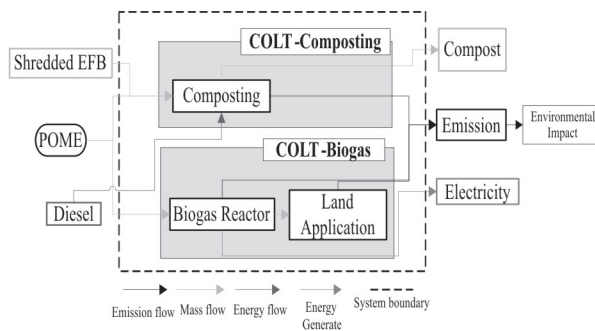 COLT-Composting
Shredded EFB
Compost
Composting
POME
Emission
Environmental
Impact
COLT-Biogas
Diesel
Biogas Reactor
Land
Application
Electricity
Emission flow
Mass flow
Energy flow
Energy
Generate
System boundary